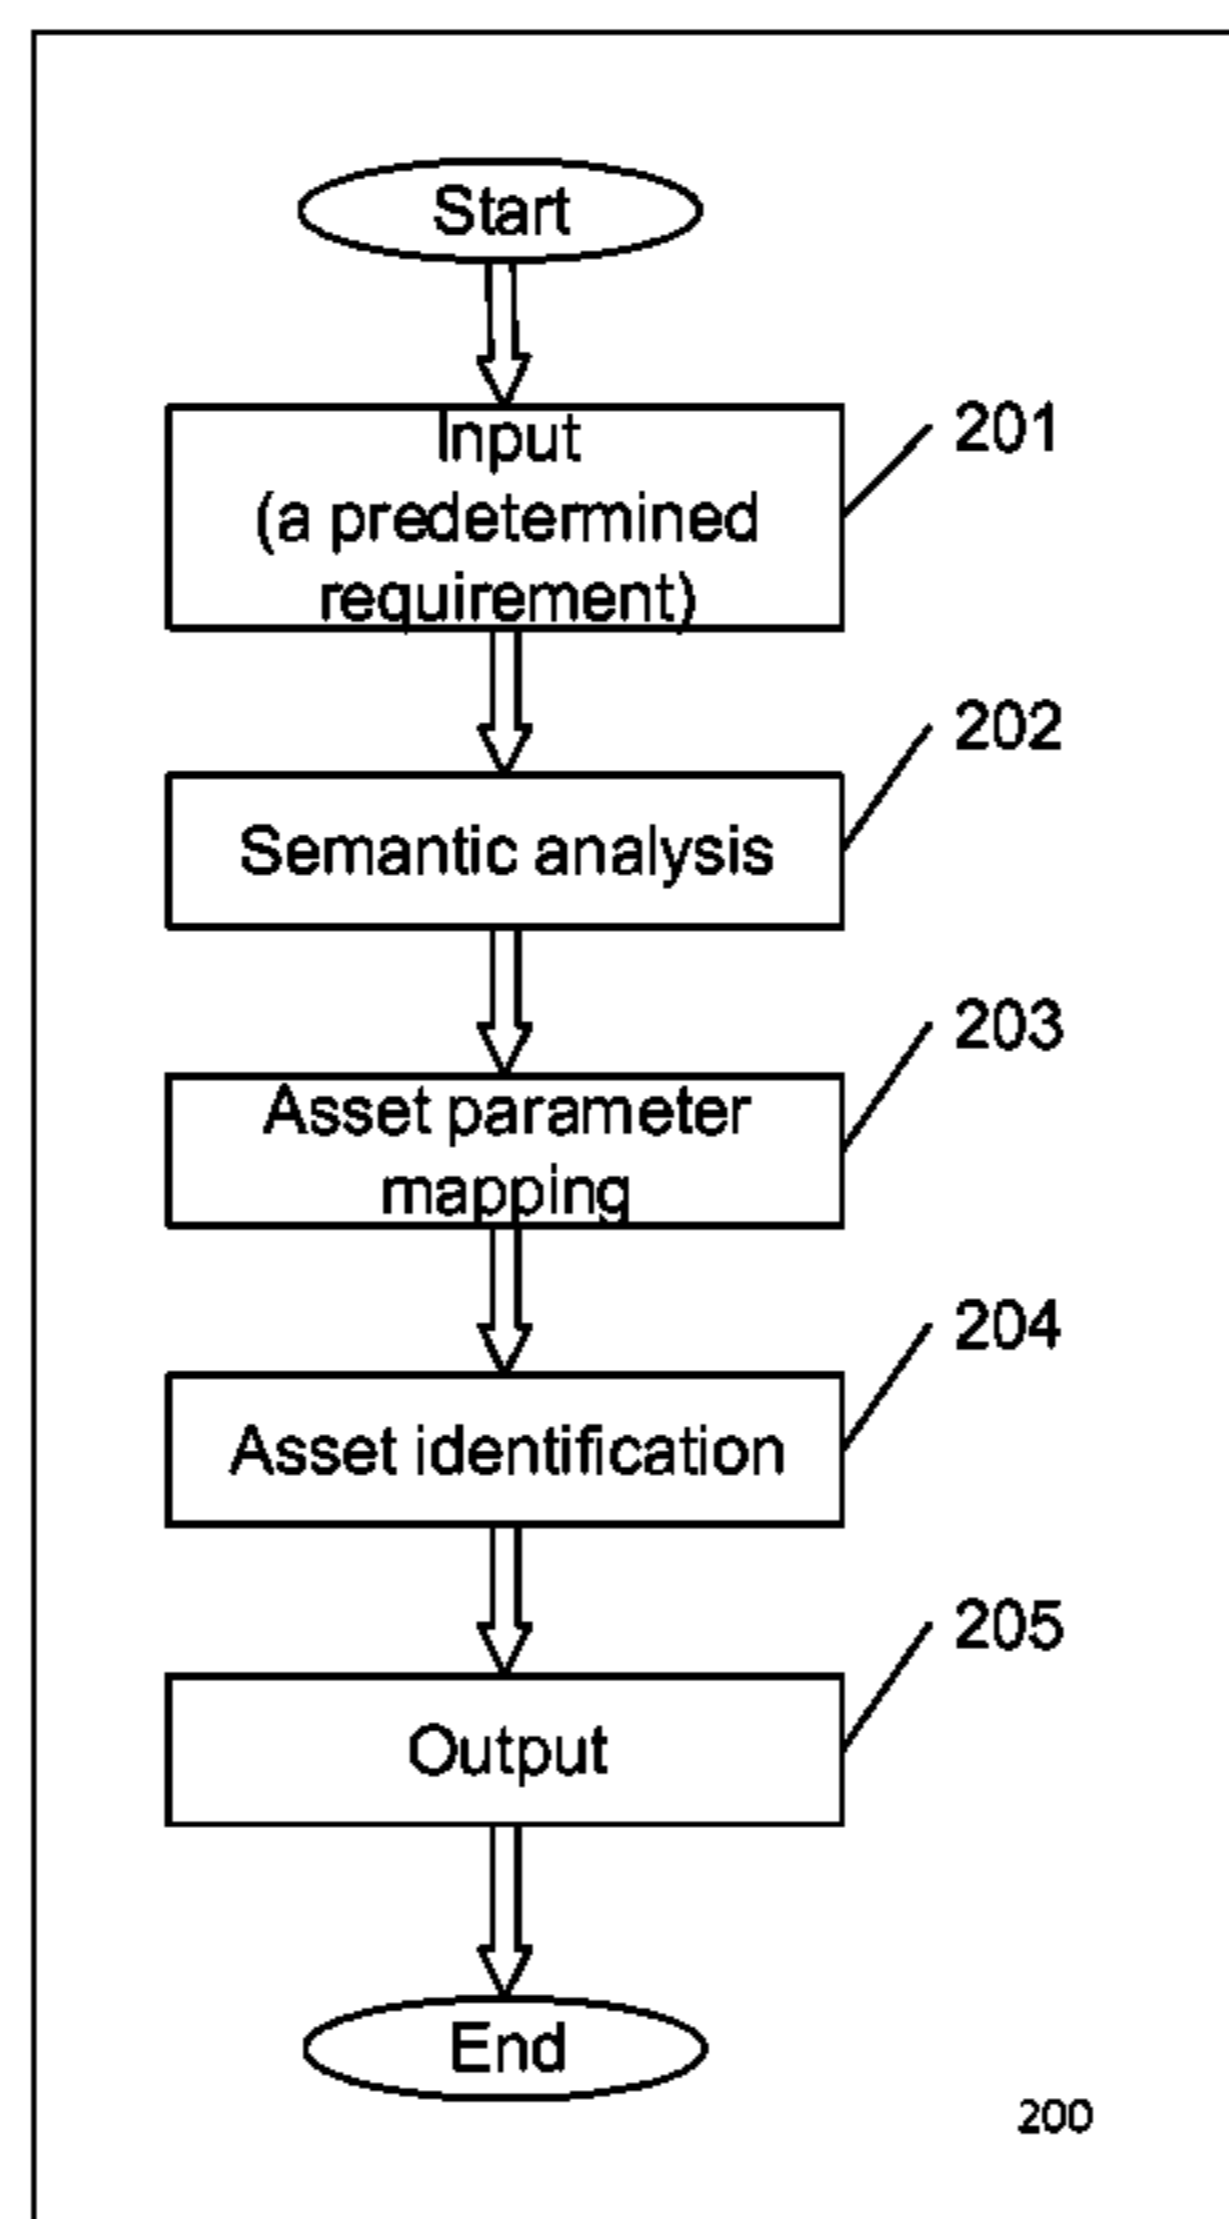 Start
Input
(a predetermined
requirement)
201
Semantic analysis
202
Asset parameter
mapping
203
Asset identification
204
Output
205
End
200